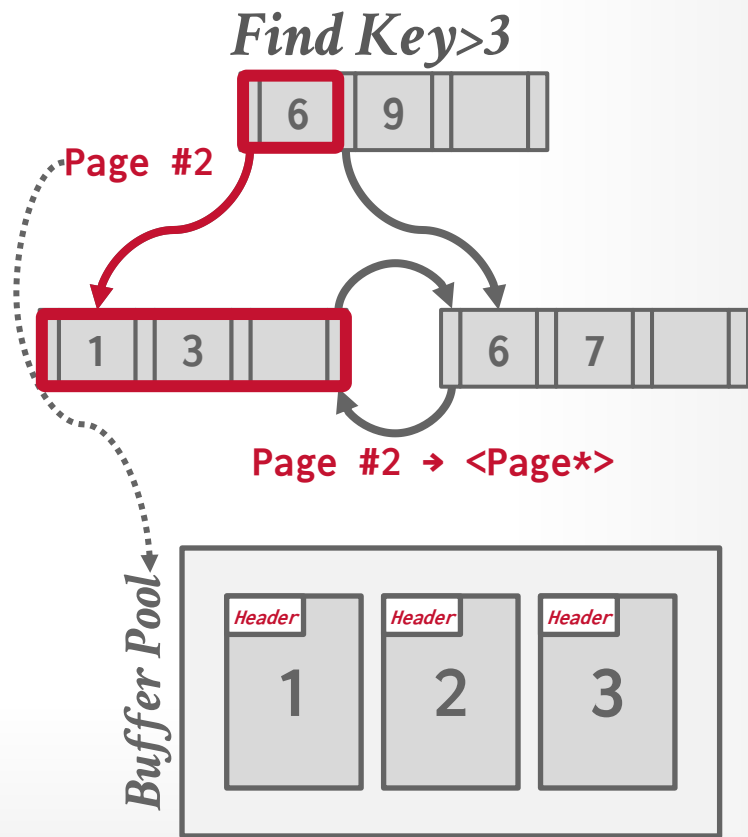 Find Key>3
6 9
Page #2
1 3
6 7
Page #2 → <Page*>
Buffer Pool
Header Header Header
1 2 3